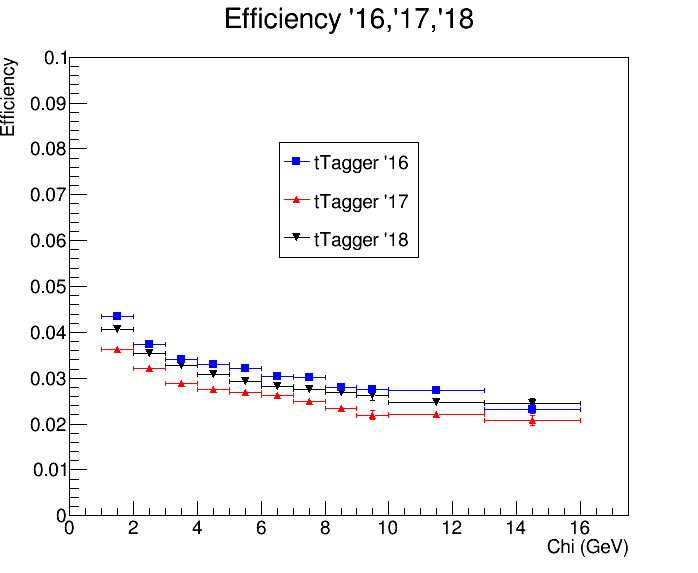 Efficiency '16,'17,'18
Efficiency
0.1
0.09
0.08
0.07
0.06
0.05
0.04
0.03
0.02
0.01
0
tTagger '16
tTagger '17
tTagger '18
0 2 4 6 8 10 12 14 16
Chi (GeV)